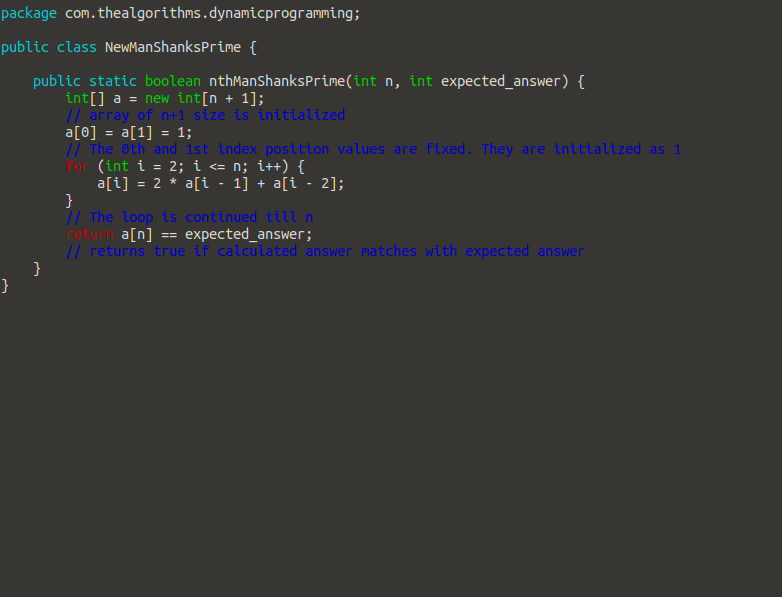 package com.thealgorithms.dynamicprogramming;

public class NewManShanksPrime {

    public static boolean nthManShanksPrime(int n, int expected_answer) {
        int[] a = new int[n + 1];
        // array of n+1 size is initialized
        a[0] = a[1] = 1;
        // The 0th and 1st index position values are fixed. They are initialized as 1
        for (int i = 2; i <= n; i++) {
            a[i] = 2 * a[i - 1] + a[i - 2];
        }
        // The loop is continued till n
        return a[n] == expected_answer;
        // returns true if calculated answer matches with expected answer
    }
}